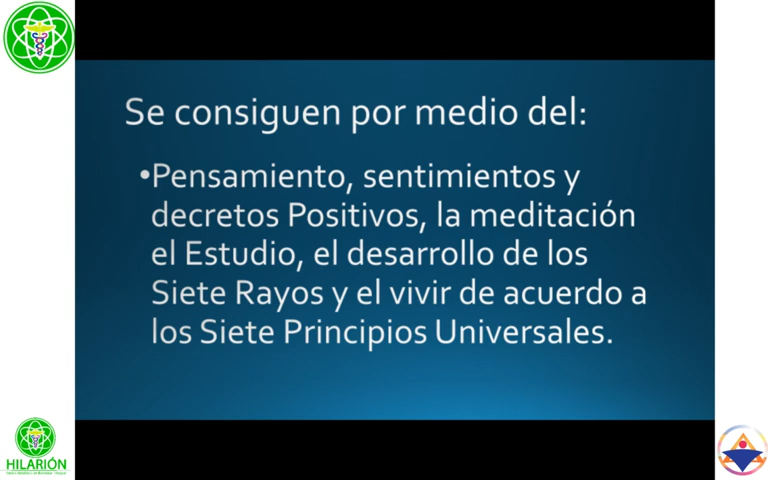 Se consiguen por medio del:
•Pensamiento, sentimientos y
decretos Positivos, la meditación
el Estudio, el desarrollo de los
Siete Rayos y el vivir de acuerdo a
los Siete Principios Universales.
HILARIÓN